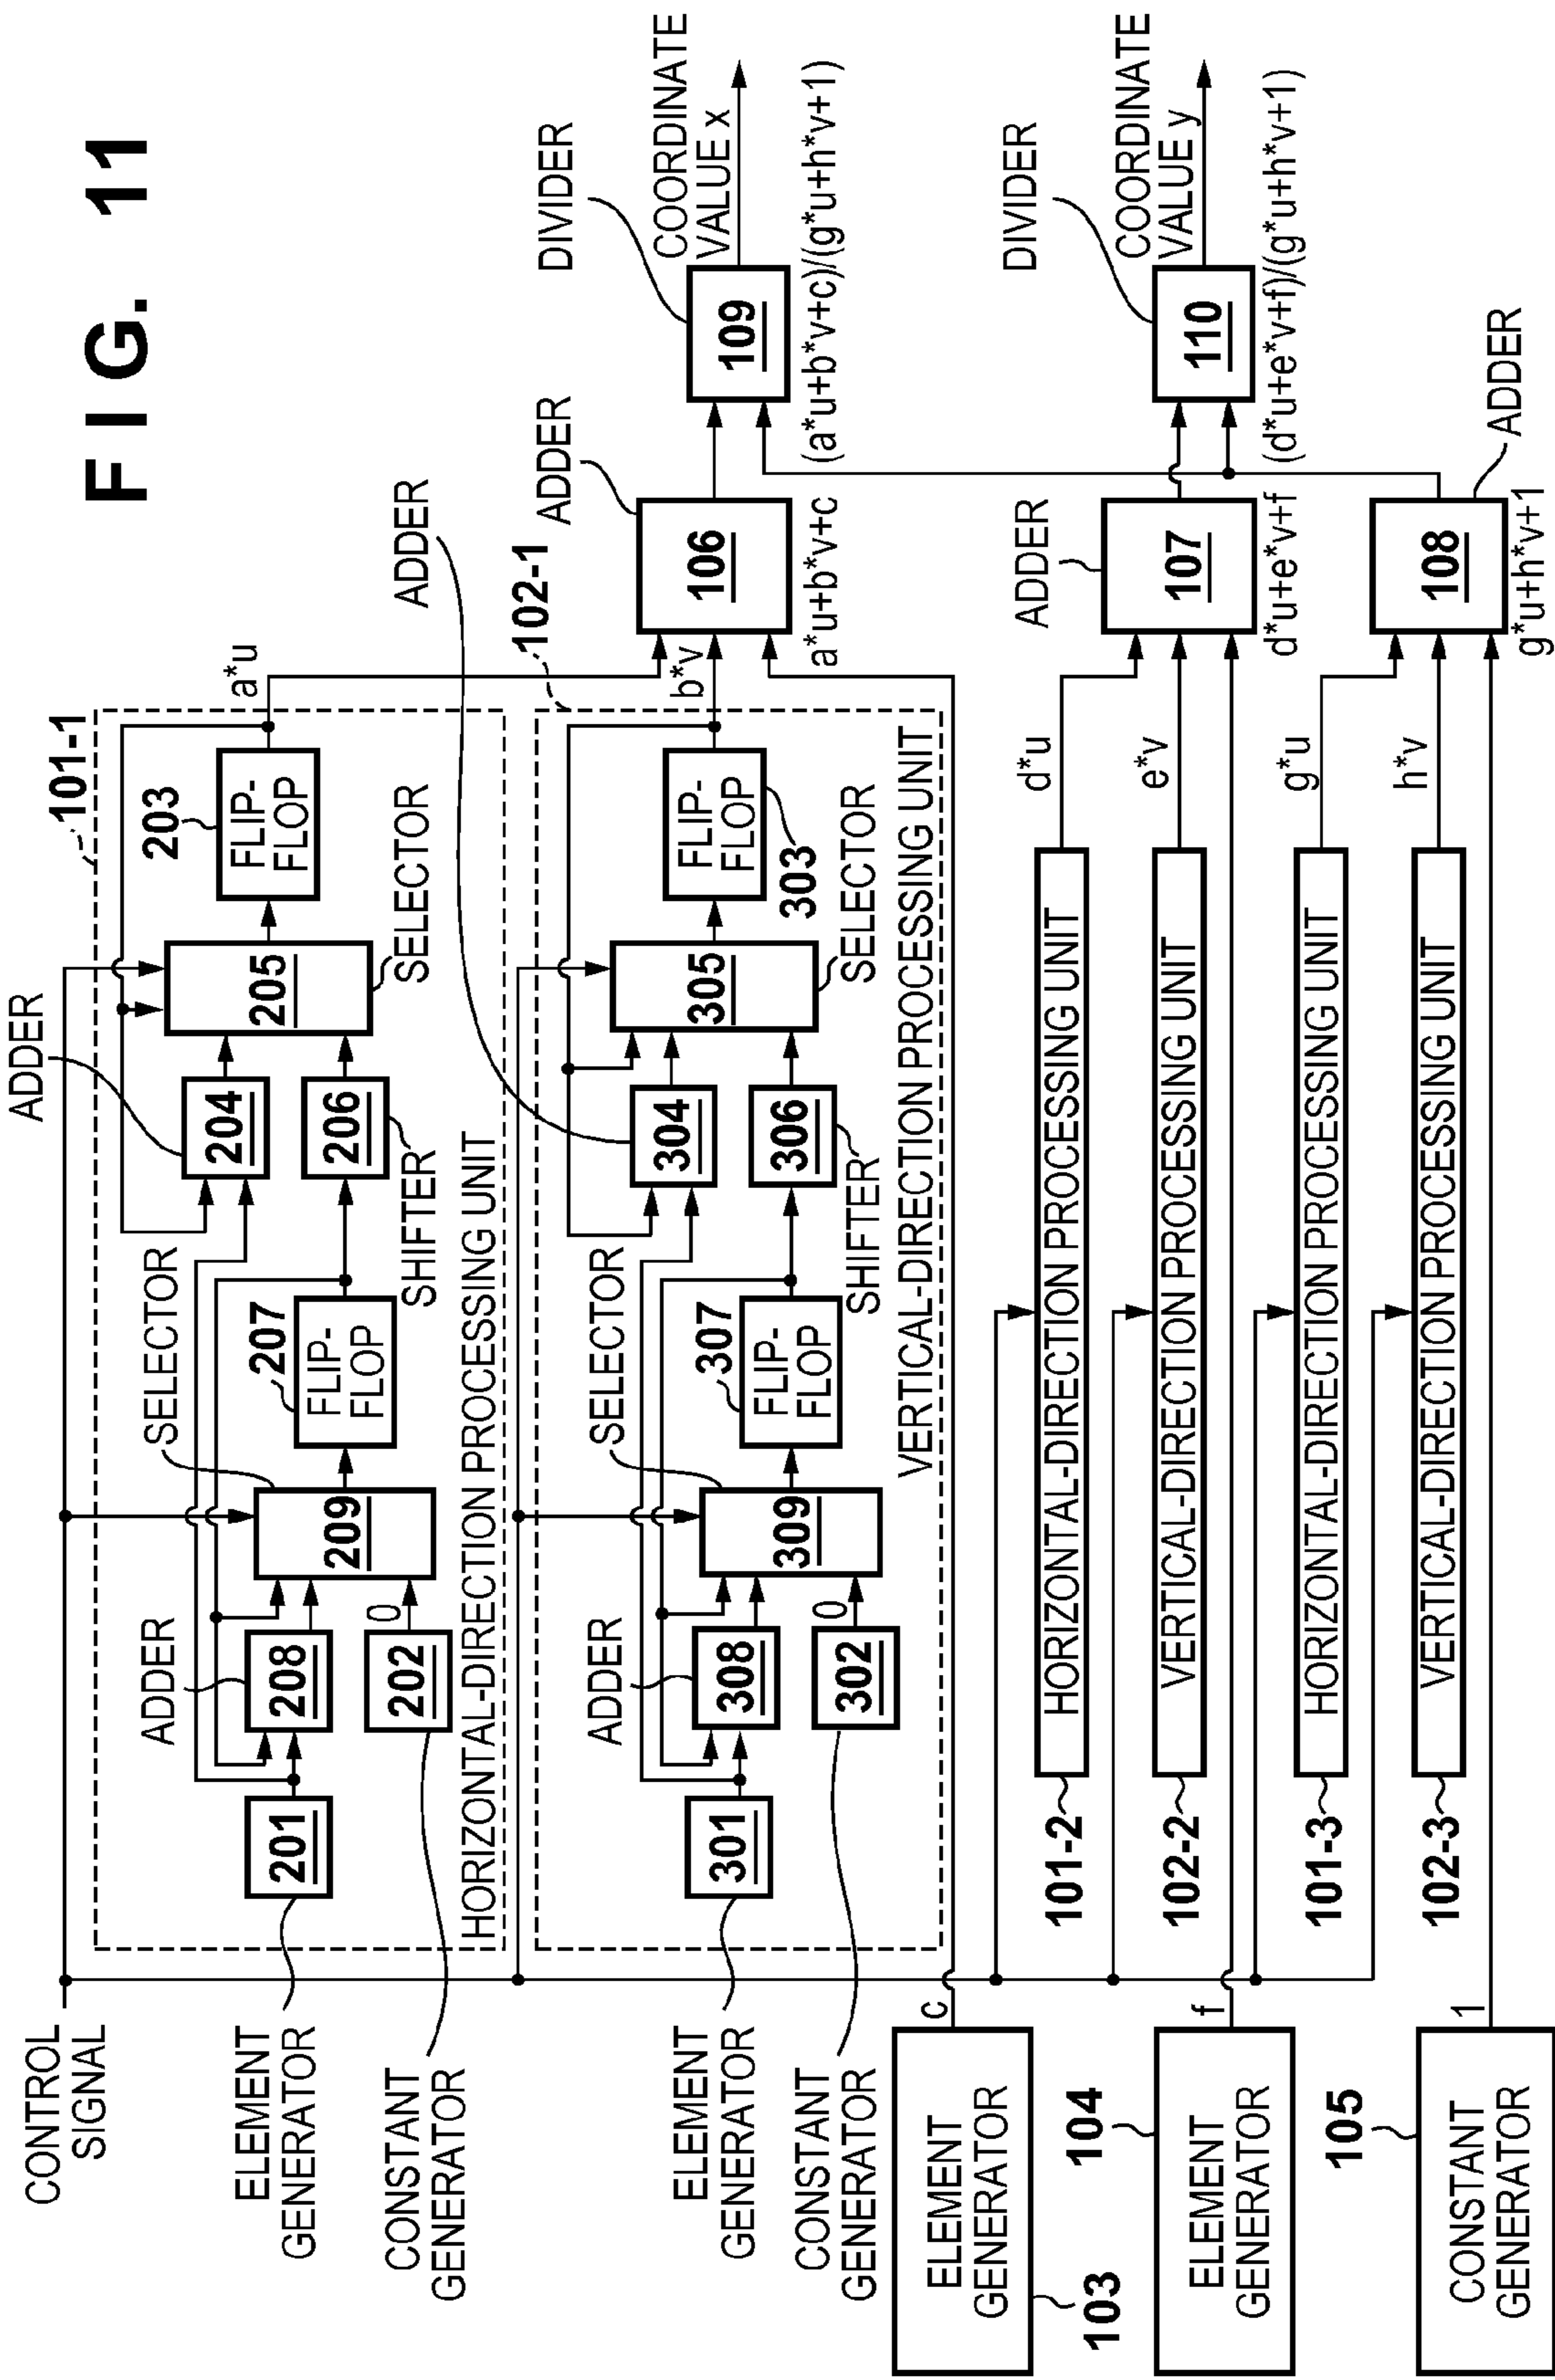 FIG. 11
CONTROL
SIGNAL
ADDER
101-1
203
a*u
SELECTOR
ADDER
204
205
FLIP-
FLOP
ELEMENT
GENERATOR
201
208
209
207
FLIP-
FLOP
206
SHIFTER
SELECTOR
ADDER
CONSTANT
GENERATOR
202
0
HORIZONTAL-DIRECTION PROCESSING UNIT
102-1
SELECTOR
ADDER
304
305
FLIP-
FLOP
303
b*v
ELEMENT
GENERATOR
301
308
309
307
FLIP-
FLOP
306
SHIFTER
SELECTOR
CONSTANT
GENERATOR
302
0
VERTICAL-DIRECTION PROCESSING UNIT
ADDER
106
a*u+b*v+c
DIVIDER
109
COORDINATE
VALUE x
(a*u+b*v+c)/(g*u+h*v+1)
ELEMENT
GENERATOR
103
c
101-2
HORIZONTAL-DIRECTION PROCESSING UNIT
d*u
ADDER
107
d*u+e*v+f
DIVIDER
110
COORDINATE
VALUE y
(d*u+e*v+f)/(g*u+h*v+1)
104
ELEMENT
GENERATOR
f
102-2
VERTICAL-DIRECTION PROCESSING UNIT
e*v
101-3
HORIZONTAL-DIRECTION PROCESSING UNIT
g*u
105
CONSTANT
GENERATOR
1
102-3
VERTICAL-DIRECTION PROCESSING UNIT
h*v
108
ADDER
g*u+h*v+1